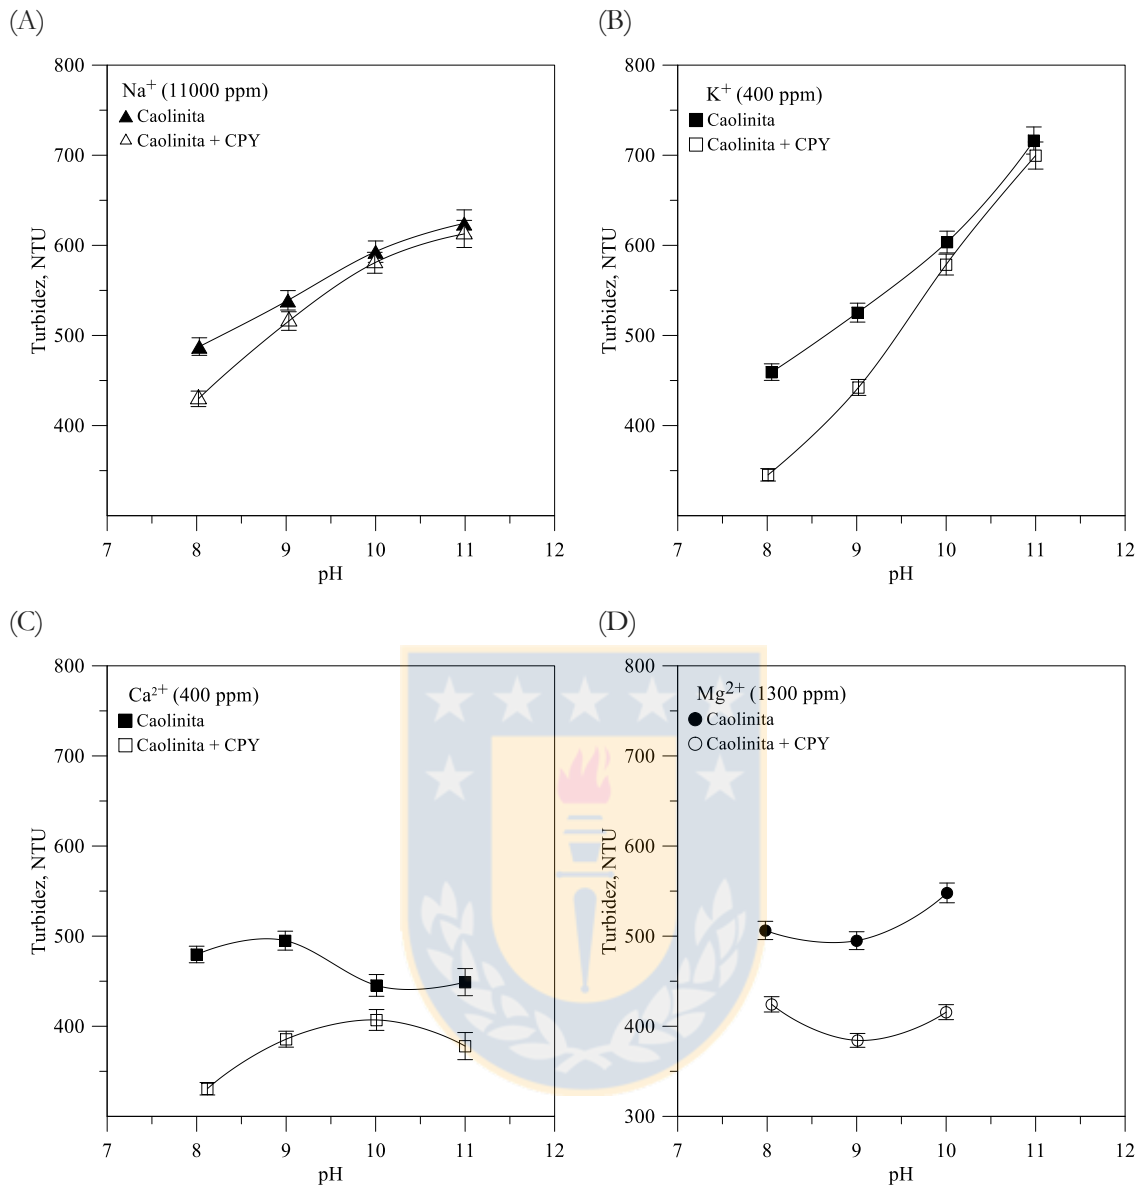 (A)
Na+ (11000 ppm)
Caolinita
Caolinita + CPY
800
700
600
500
400
Turbidez, NTU
7 8 9 10 11 12
pH
(B)
K+ (400 ppm)
Caolinita
Caolinita + CPY
800
700
600
500
400
Turbidez, NTU
7 8 9 10 11 12
pH
(C)
Ca2+ (400 ppm)
Caolinita
Caolinita + CPY
800
700
600
500
400
Turbidez, NTU
7 8 9 10 11 12
pH
(D)
Mg2+ (1300 ppm)
Caolinita
Caolinita + CPY
800
700
600
500
400
300
Turbidez, NTU
7 8 9 10 11 12
pH